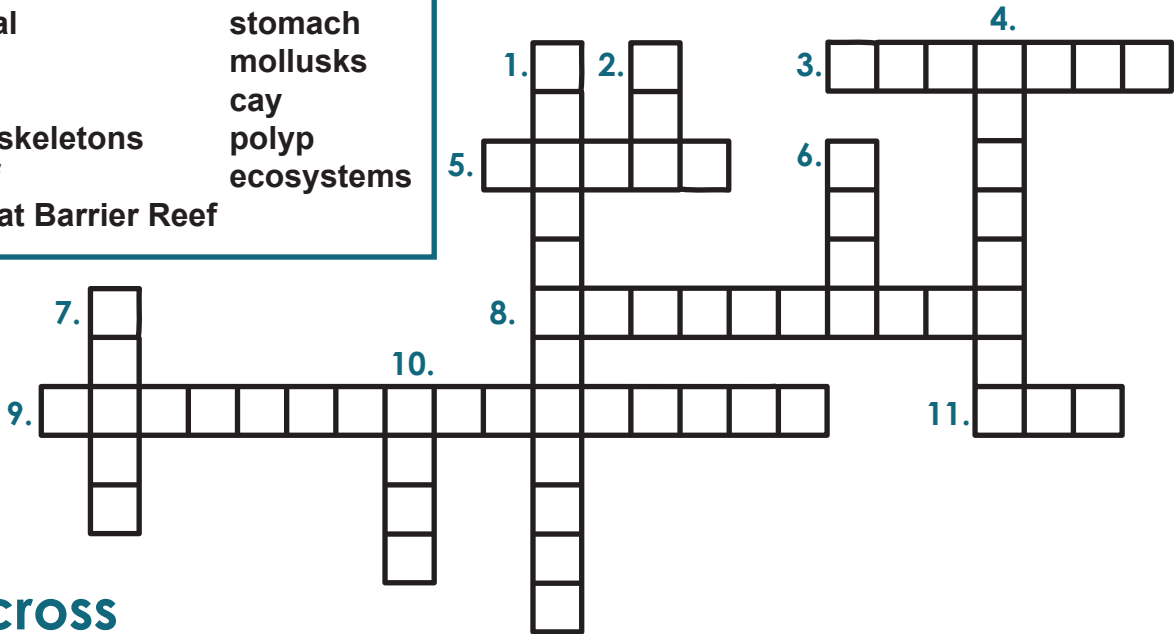 al stomach
mollusks
cay
skeletons polyp
ecosystems
at Barrier Reef
4.
1. 2. 3.
5. 6.
7. 8.
10.
9. 11.
cross